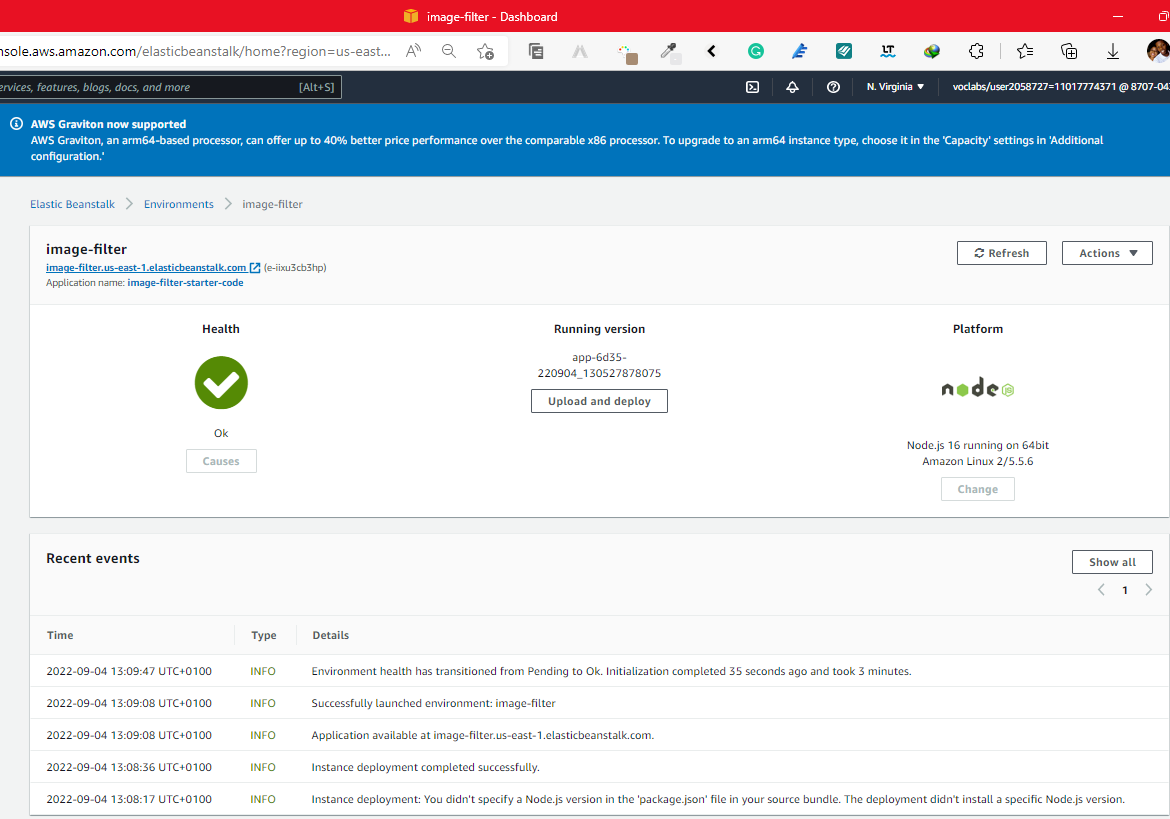 image-filter - Dashboard
nsole.aws.amazon.com/elasticbeanstalk/home?region=us-east...
ervices, features, blogs, docs, and more [Alt+S]
N. Virginia ▼ voclabs/user2058727=11017774371 @ 8707-04
AWS Graviton now supported
AWS Graviton, an arm64-based processor, can offer up to 40% better price performance over the comparable x86 processor. To upgrade to an arm64 instance type, choose it in the 'Capacity' settings in 'Additional
configuration.'
Elastic Beanstalk > Environments > image-filter
image-filter
Refresh Actions ▼
image-filter.us-east-1.elasticbeanstalk.com (e-iixu3cb3hp)
Application name: image-filter-starter-code
Health Running version Platform
app-6d35-
220904_130527878075
node JS
Upload and deploy
Ok
Causes
Node.js 16 running on 64bit
Amazon Linux 2/5.5.6
Change
Recent events
Show all
1
Time Type Details
2022-09-04 13:09:47 UTC+0100 INFO Environment health has transitioned from Pending to Ok. Initialization completed 35 seconds ago and took 3 minutes.
2022-09-04 13:09:08 UTC+0100 INFO Successfully launched environment: image-filter
2022-09-04 13:09:08 UTC+0100 INFO Application available at image-filter.us-east-1.elasticbeanstalk.com.
2022-09-04 13:08:36 UTC+0100 INFO Instance deployment completed successfully.
2022-09-04 13:08:17 UTC+0100 INFO Instance deployment: You didn't specify a Node.js version in the 'package.json' file in your source bundle. The deployment didn't install a specific Node.js version.